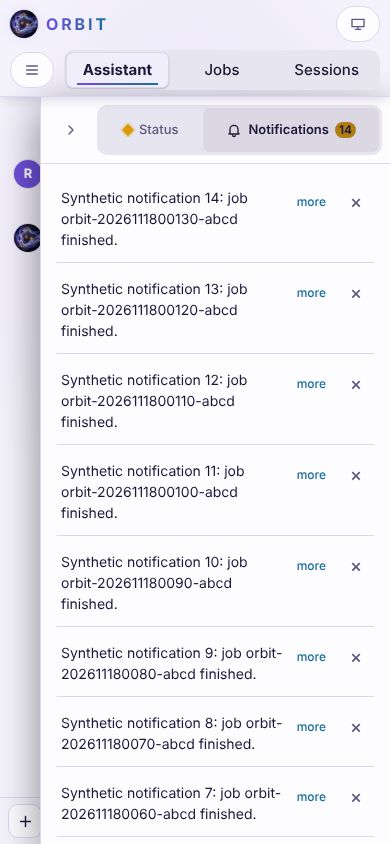 ORBIT
Assistant
Jobs
Sessions
Status
Notifications 14
R
Synthetic notification 14: job
orbit-2026111800130-abcd
finished.
more
Synthetic notification 13: job
orbit-2026111800120-abcd
finished.
more
Synthetic notification 12: job
orbit-2026111800110-abcd
finished.
more
Synthetic notification 11: job
orbit-2026111800100-abcd
finished.
more
Synthetic notification 10: job
orbit-202611180090-abcd
finished.
more
Synthetic notification 9: job orbit-
202611180080-abcd finished.
more
Synthetic notification 8: job orbit-
202611180070-abcd finished.
more
Synthetic notification 7: job orbit-
202611180060-abcd finished.
more